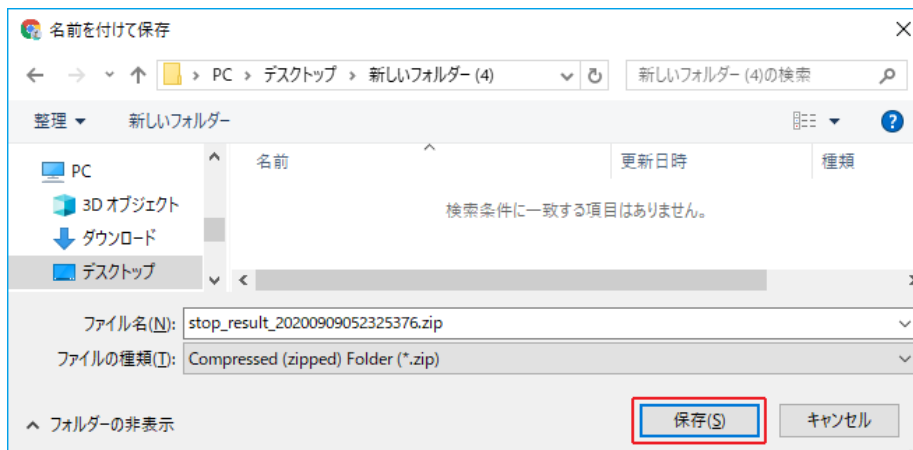 名前を付けて保存
PC › デスクトップ › 新しいフォルダー (4)
新しいフォルダー (4)の検索
整理
新しいフォルダー
名前
更新日時
種類
PC
3D オブジェクト
ダウンロード
デスクトップ
検索条件に一致する項目はありません。
ファイル名(N): stop_result_20200909052325376.zip
ファイルの種類(T): Compressed (zipped) Folder (*.zip)
フォルダーの非表示
保存(S)
キャンセル